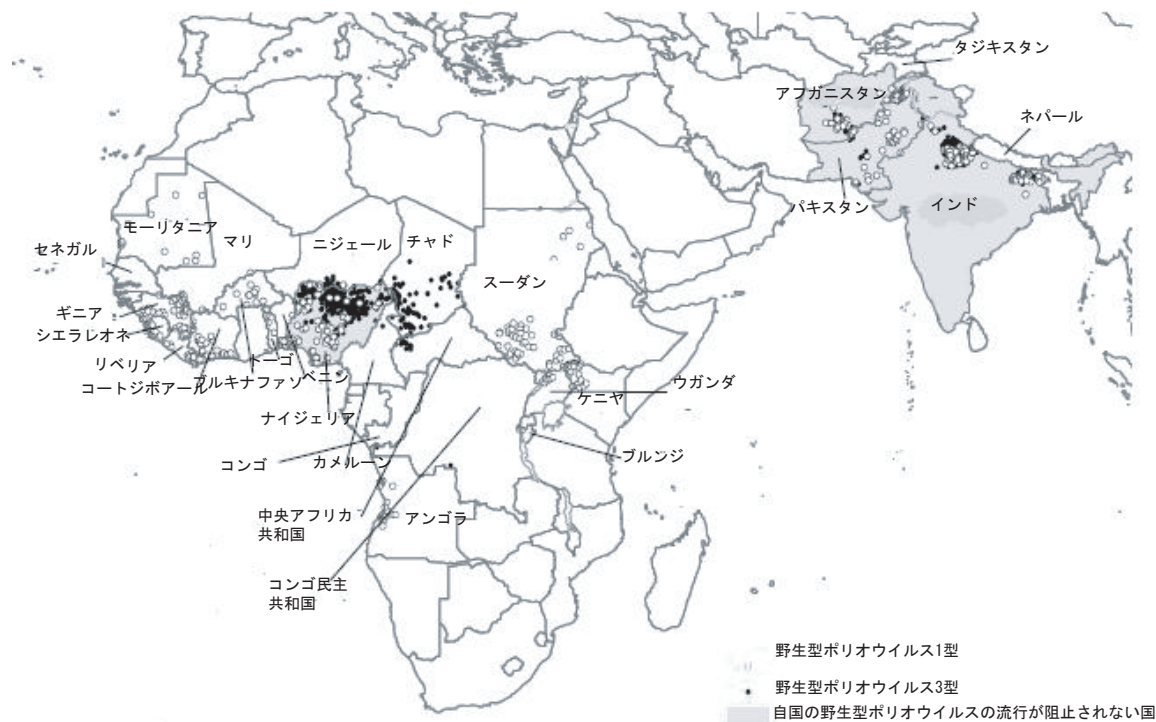 タジキスタン
アフガニスタン
ネパール
パキスタン
インド
モーリタニア
マリ
ニジェール
チャド
セネガル
スーダン
ギニア
シエラレオネ
リベリア
トーゴ
コートジボアール
ブルキナファソ
ベニン
ウガンダ
ケニヤ
ナイジェリア
コンゴ
カメルーン
ブルンジ
中央アフリカ
共和国
アンゴラ
コンゴ民主
共和国
野生型ポリオウイルス1型
野生型ポリオウイルス3型
自国の野生型ポリオウイルスの流行が阻止されない国